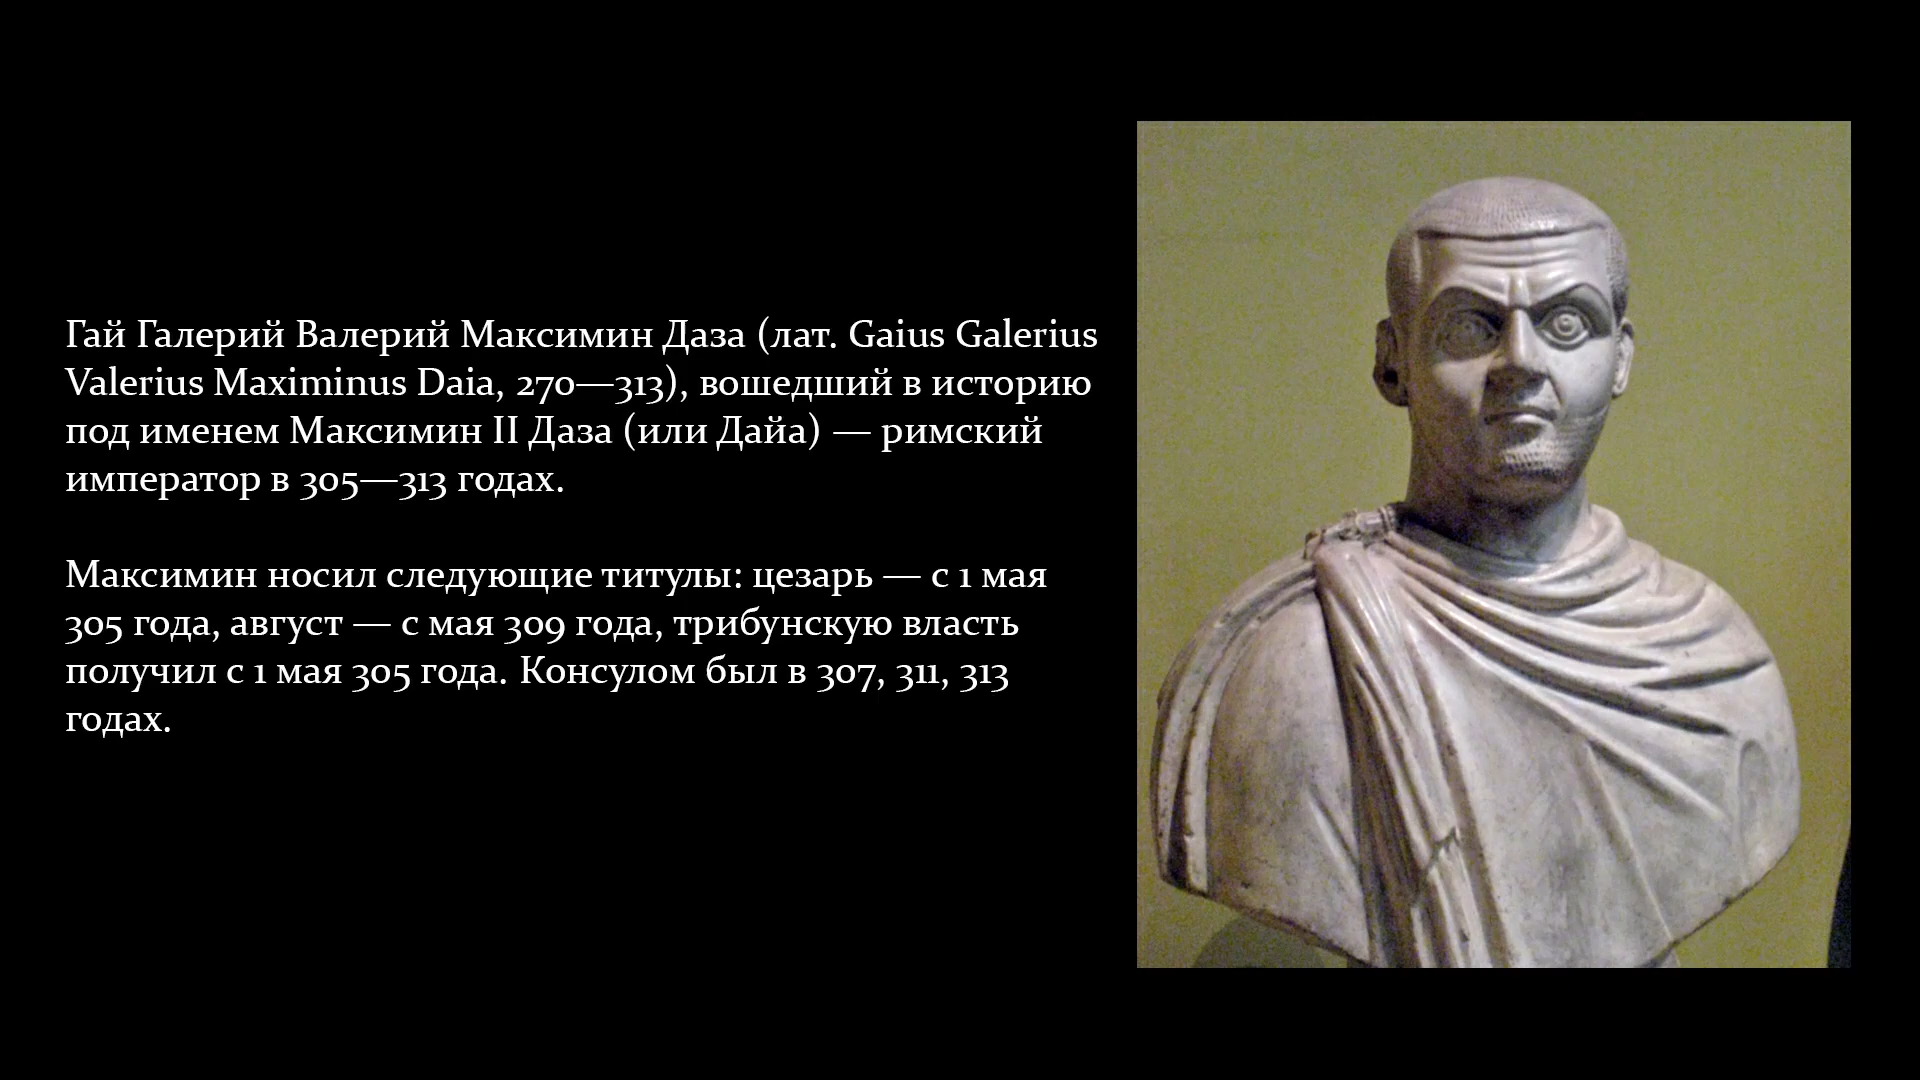 Гай Галерий Валерий Максимин Даза (лат. Gaius Galerius
Valerius Maximinus Daia, 270—313), вошедший в историю
под именем Максимин II Даза (или Дайа) — римский
император в 305—313 годах.
Максимин носил следующие титулы: цезарь — с 1 мая
305 года, август — с мая 309 года, трибунскую власть
получил с 1 мая 305 года. Консулом был в 307, 311, 313
годах.